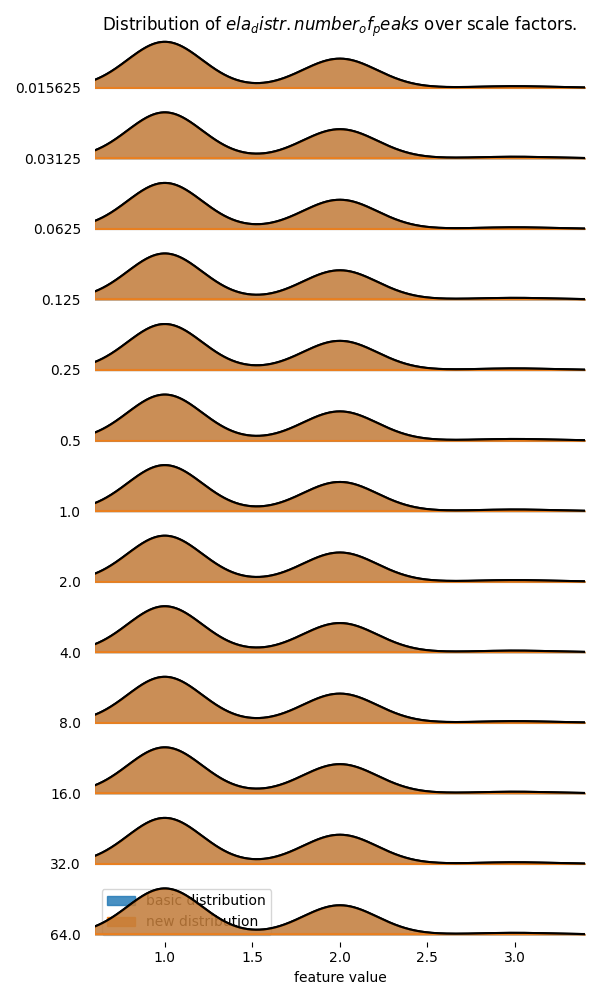 Distribution of ela_distr.number_of_peaks over scale factors.
0.015625
0.03125
0.0625
0.125
0.25
0.5
1.0
2.0
4.0
8.0
16.0
32.0
basic distribution
new distribution
64.0
1.0 1.5 2.0 2.5 3.0
feature value